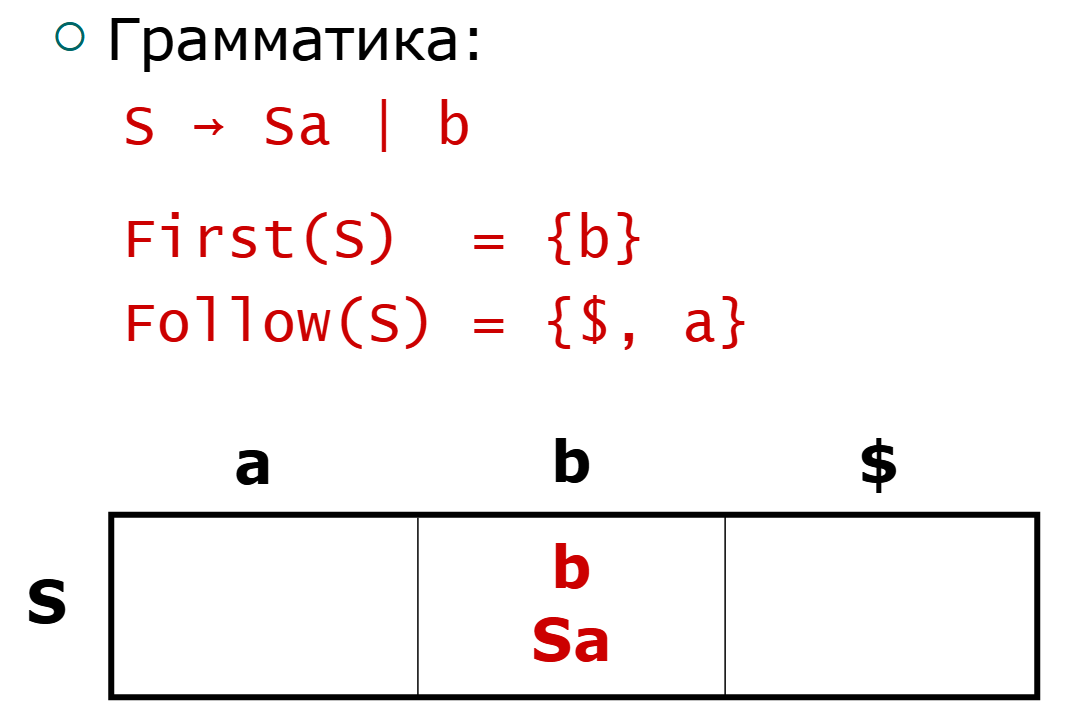 Грамматика:
S → Sa | b
First(S) = {b}
Follow(S) = {$, a}
a b $
S
b
Sa